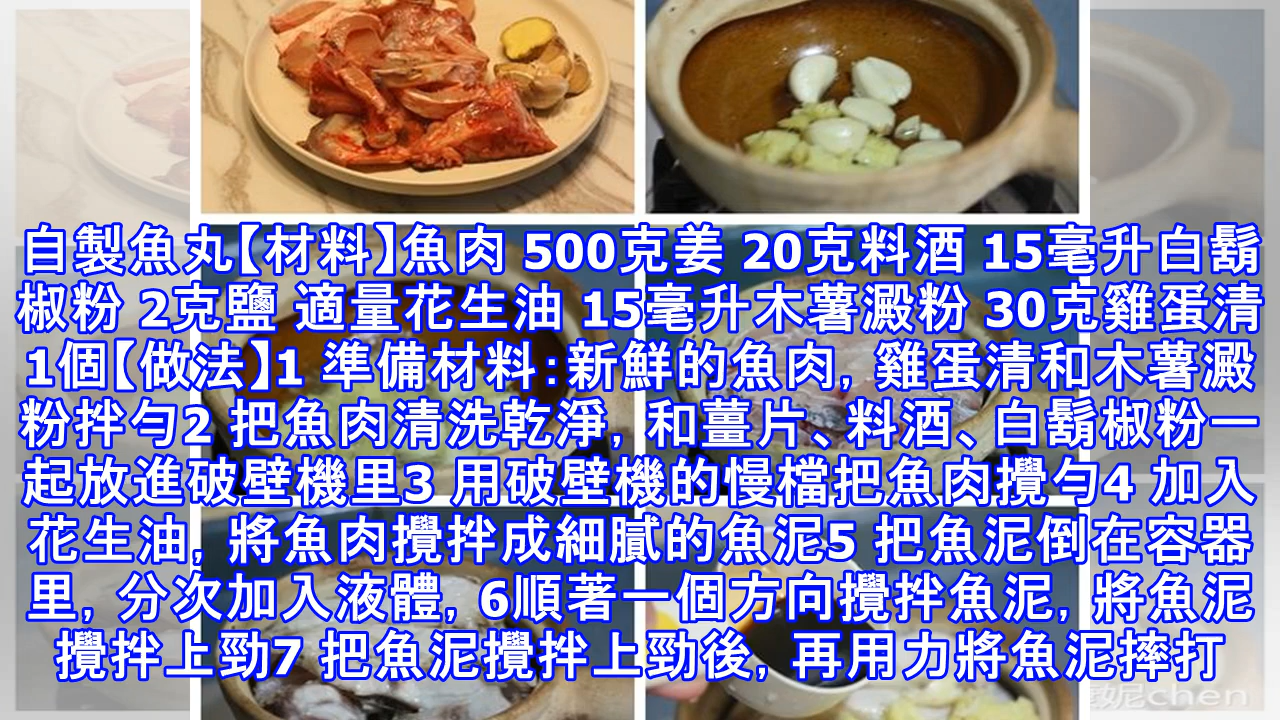 自製魚丸【材料】魚肉 500克姜 20克料酒 15毫升白鬍
椒粉 2克鹽 適量花生油 15毫升木薯澱粉 30克雞蛋清
1個【做法】1 準備材料：新鮮的魚肉，雞蛋清和木薯澱
粉拌勻2 把魚肉清洗乾淨，和薑片、料酒、白鬍椒粉一
起放進破壁機里3 用破壁機的慢檔把魚肉攪勻4 加入
花生油，將魚肉攪拌成細膩的魚泥5 把魚泥倒在容器
里，分次加入液體，6順著一個方向攪拌魚泥，將魚泥
攪拌上勁7 把魚泥攪拌上勁後，再用力將魚泥摔打
妮chen